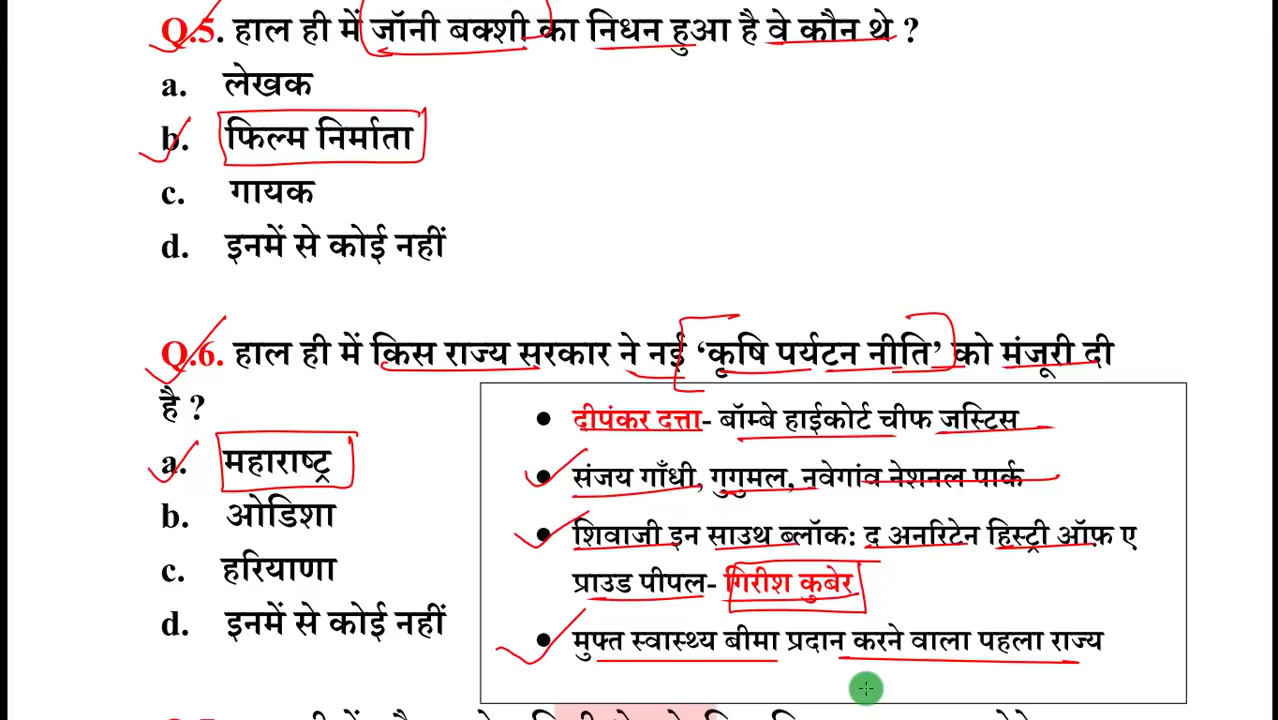 Q.5. हाल ही में जॉनी बक्शी का निधन हुआ है वे कौन थे ?
a. लेखक
b. फिल्म निर्माता
c. गायक
d. इनमें से कोई नहीं
Q.6. हाल ही में किस राज्य सरकार ने नई ‘कृषि पर्यटन नीति’ को मंजूरी दी
है ?
a. महाराष्ट्र
b. ओडिशा
c. हरियाणा
d. इनमें से कोई नहीं
● दीपंकर दत्ता- बॉम्बे हाईकोर्ट चीफ जस्टिस
● संजय गाँधी, गुगुमल, नवेगांव नेशनल पार्क
● शिवाजी इन साउथ ब्लॉक: द अनरिटेन हिस्ट्री ऑफ़ ए
प्राउड पीपल- गिरीश कुबेर
● मुफ्त स्वास्थ्य बीमा प्रदान करने वाला पहला राज्य